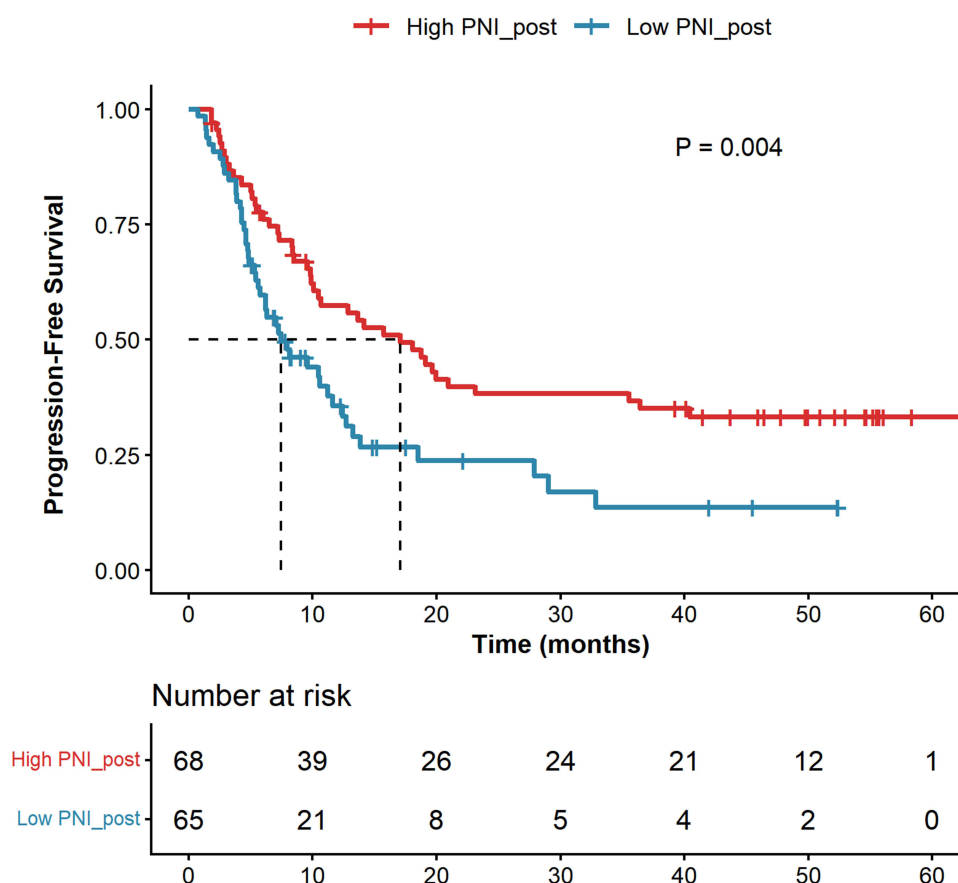 High PNI_post Low PNI_post
1.00
P = 0.004
0.75
0.50
0.25
0.00
Progression-Free Survival
0 10 20 30 40 50 60
Time (months)
Number at risk
High PNI_post 68 39 26 24 21 12 1
Low PNI_post 65 21 8 5 4 2 0
0 10 20 30 40 50 60